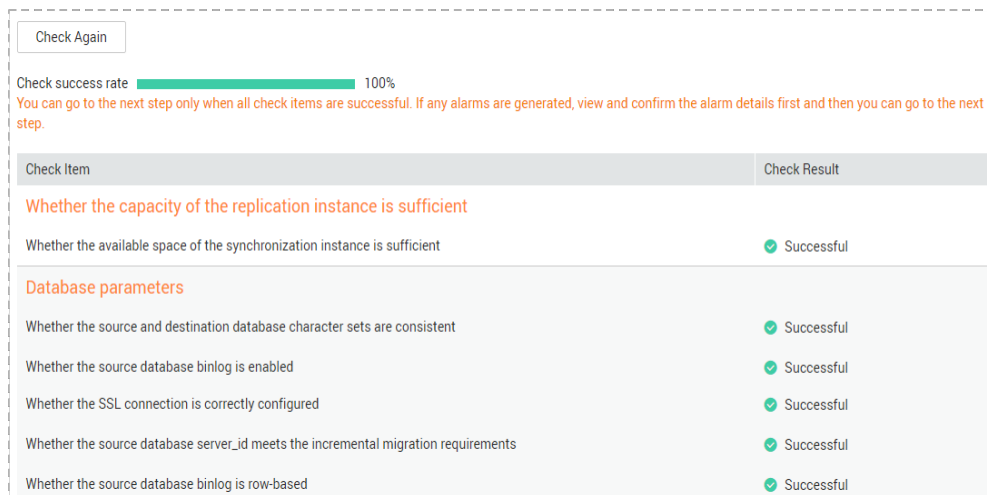 Check Again
Check success rate 100%
You can go to the next step only when all check items are successful. If any alarms are generated, view and confirm the alarm details first and then you can go to the next
step.
Check Item Check Result
Whether the capacity of the replication instance is sufficient
Whether the available space of the synchronization instance is sufficient Successful
Database parameters
Whether the source and destination database character sets are consistent Successful
Whether the source database binlog is enabled Successful
Whether the SSL connection is correctly configured Successful
Whether the source database server_id meets the incremental migration requirements Successful
Whether the source database binlog is row-based Successful